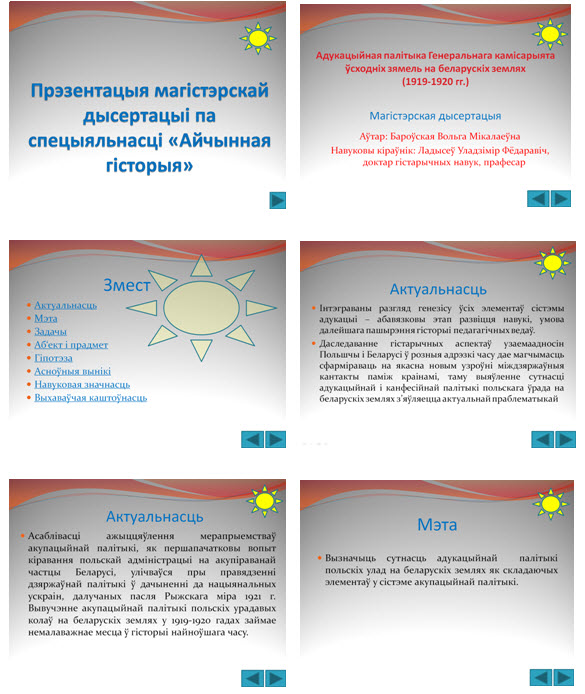 Прэзентацыя магістэрскай
дысертацыі па
спецыяльнасці «Айчынная
гісторыя»
Адукацыйная палітыка Генеральнага камісарыята
ўсходніх зямель на беларускіх землях
(1919-1920 гг.)
Магістэрская дысертацыя
Аўтар: Бароўская Вольга Мікалаеўна
Навуковы кіраўнік: Ладысеў Уладзімір Фёдаравіч,
доктар гістарычных навук, прафесар
Змест
Актуальнасць
Мэта
Задачы
Аб'ект і прадмет
Гіпотэза
Асноўныя вынікі
Навуковая значнасць
Выхаваўчая каштоўнасць
Актуальнасць
Інтэграваны разгляд генезісу ўсіх элементаў сістэмы
адукацыі – абавязковы этап развіцця навукі, умова
далейшага пашырэння гісторыі педагагічных ведаў.
Даследаванне гістарычных аспектаў узаемаадносін
Польшчы і Беларусі ў розныя адрэзкі часу дае магчымасць
сфарміраваць на якасна новым узроўні міждзяржаўныя
кантакты паміж краінамі, таму выяўленне сутнасці
адукацыйнай і канфесійнай палітыкі польскага ўрада на
беларускіх землях з'яўляецца актуальнай праблематыкай
Актуальнасць
Асаблівасці ажыццяўлення мерапрыемстваў
акупацыйнай палітыкі, як першапачатковы вопыт
кіравання польскай адміністрацыі на акупіраванай
частцы Беларусі, улічваўся пры правядзенні
дзяржаўнай палітыкі ў дачыненні да нацыянальных
ускраін, далучаных пасля Рыжскага міра 1921 г.
Вывучэнне акупацыйнай палітыкі польскіх урадавых
колаў на беларускіх землях у 1919-1920 гадах займае
немалаважнае месца ў гісторыі найноўшага часу.
Мэта
Вызначыць сутнасць адукацыйнай палітыкі
польскіх улад на беларускіх землях як складаючых
элементаў у сістэме акупацыйнай палітыкі.